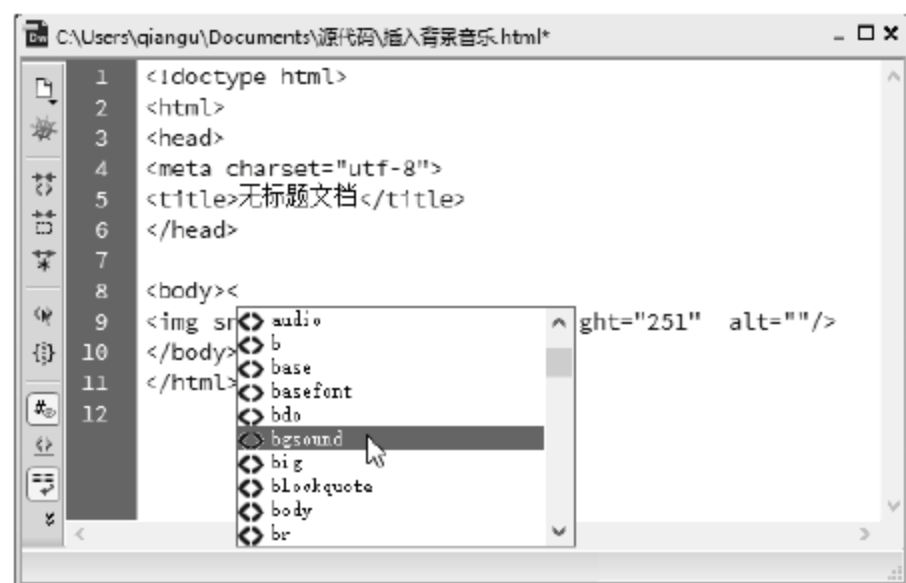 Dw C:\Users\qiangu\Documents\源代码\插入背景音乐.html*
1 <!doctype html>
2 <html>
3 <head>
4 <meta charset="utf-8">
5 <title>无标题文档</title>
6 </head>
7
8 <body><
9 <img sr ght="251" alt=""/>
10 </body>
11 </html>
12
audio
b
base
basefont
bdo
bgsound
big
blockquote
body
br